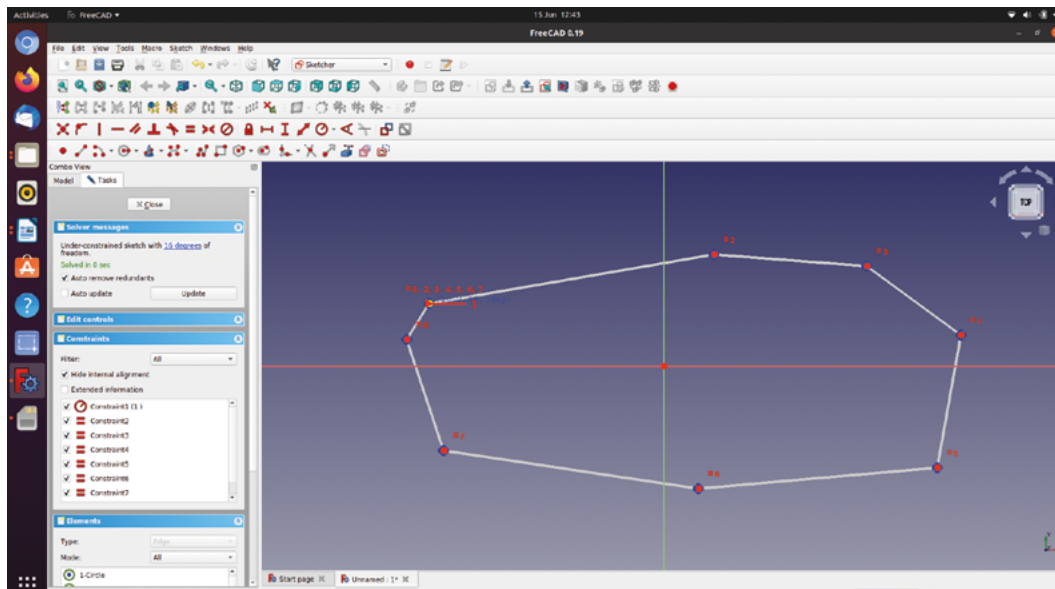 Activities
FreeCAD ▾
15 Jun 12:43
FreeCAD 0.19
File Edit View Tools Macro Sketch Windows Help
Sketcher
Combo View
Model Tasks
Close
Solver messages
Under-constrained sketch with 16 degrees of
freedom.
Solved in 0 sec
Auto remove redundants
Auto update
Update
Edit controls
Constraints
Filter:
All
Hide internal alignment
Extended information
Constraint1 (1 )
Constraint2
Constraint3
Constraint4
Constraint5
Constraint6
Constraint7
Elements
Type:
Edge
Mode:
All
1-Circle
TOP
Start page
Unnamed : 1*